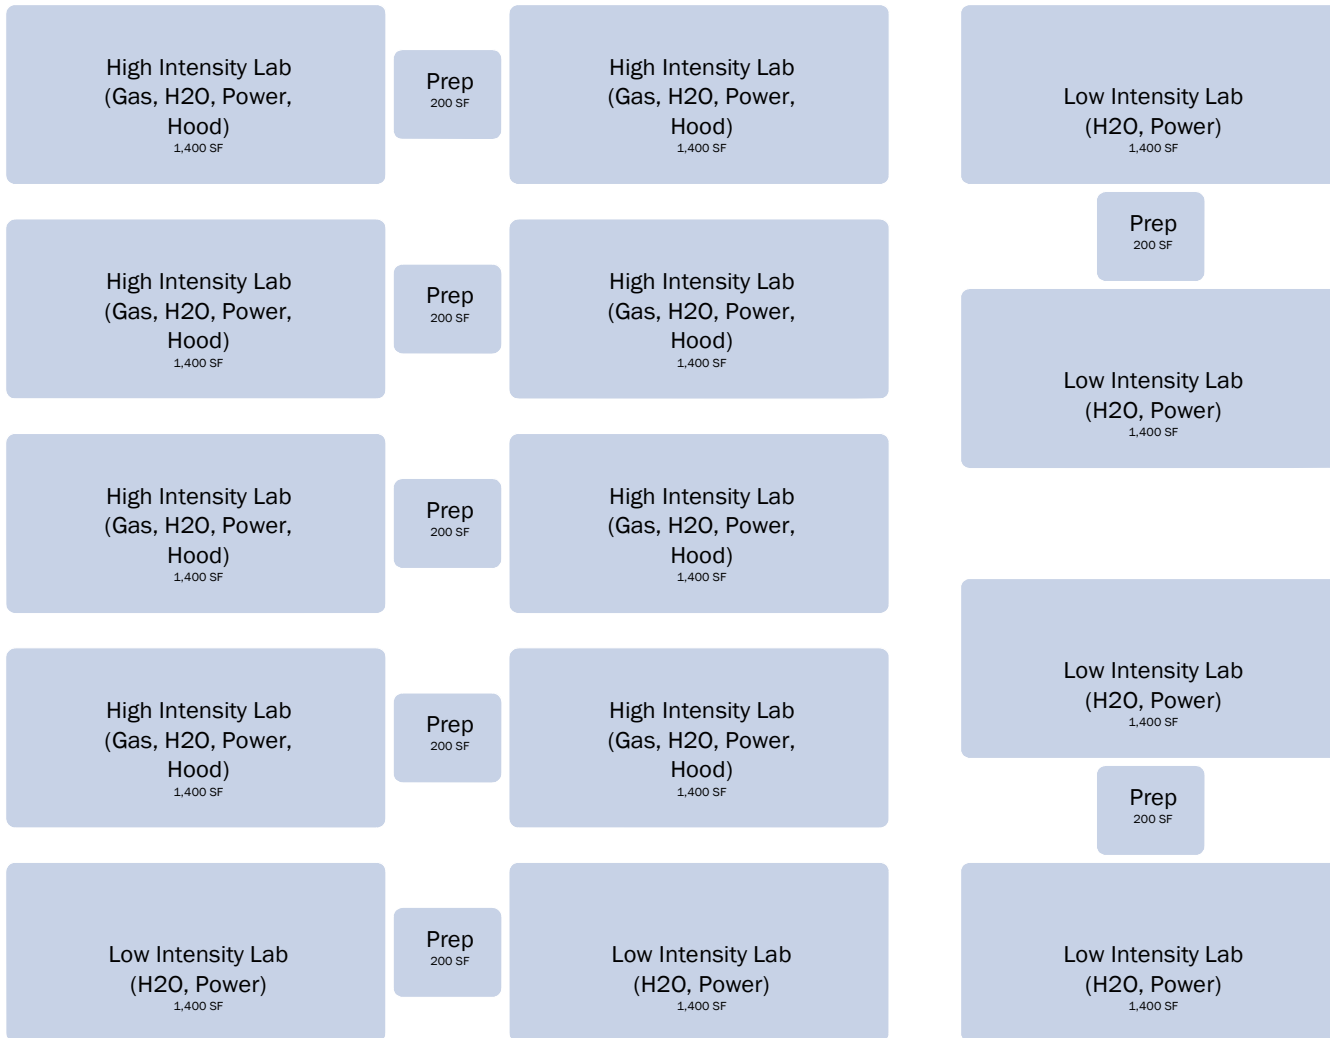 High Intensity Lab
(Gas, H2O, Power,
Hood)
1,400 SF
Prep
200 SF
High Intensity Lab
(Gas, H2O, Power,
Hood)
1,400 SF
Low Intensity Lab
(H2O, Power)
1,400 SF
Prep
200 SF
High Intensity Lab
(Gas, H2O, Power,
Hood)
1,400 SF
Prep
200 SF
High Intensity Lab
(Gas, H2O, Power,
Hood)
1,400 SF
Low Intensity Lab
(H2O, Power)
1,400 SF
High Intensity Lab
(Gas, H2O, Power,
Hood)
1,400 SF
Prep
200 SF
High Intensity Lab
(Gas, H2O, Power,
Hood)
1,400 SF
Low Intensity Lab
(H2O, Power)
1,400 SF
High Intensity Lab
(Gas, H2O, Power,
Hood)
1,400 SF
Prep
200 SF
High Intensity Lab
(Gas, H2O, Power,
Hood)
1,400 SF
Prep
200 SF
Low Intensity Lab
(H2O, Power)
1,400 SF
Prep
200 SF
Low Intensity Lab
(H2O, Power)
1,400 SF
Low Intensity Lab
(H2O, Power)
1,400 SF